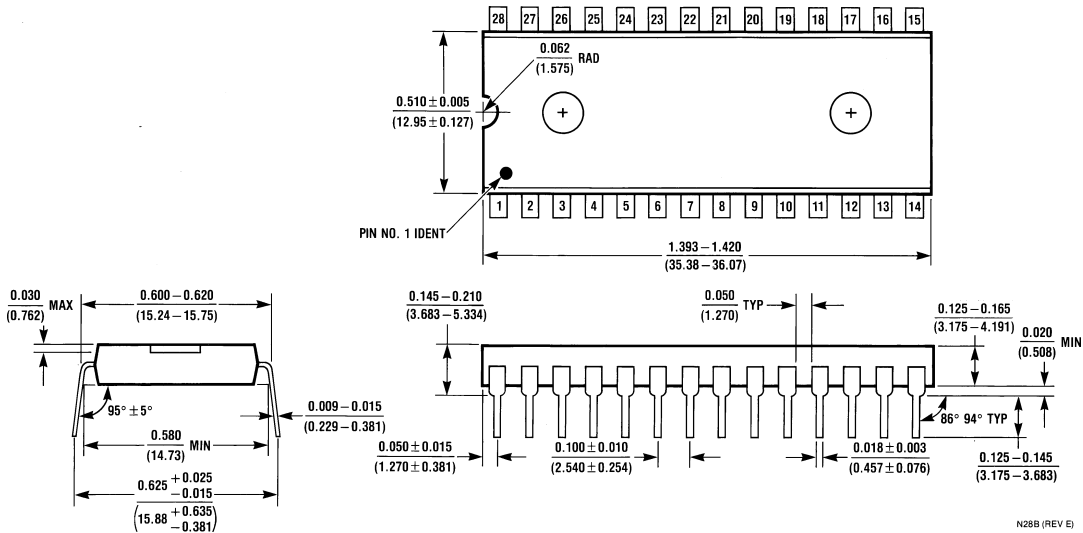 28 27 26 25 24 23 22 21 20 19 18 17 16 15
0.062
(1.575)
RAD
0.510 ± 0.005
(12.95 ± 0.127)
1 2 3 4 5 6 7 8 9 10 11 12 13 14
PIN NO. 1 IDENT
1.393 – 1.420
(35.38 – 36.07)
0.030
(0.762)
MAX
0.600 – 0.620
(15.24 – 15.75)
95° ± 5°
0.009 – 0.015
(0.229 – 0.381)
0.580
(14.73)
MIN
0.625 + 0.025
– 0.015
(15.88 + 0.635)
– 0.381
0.145 – 0.210
(3.683 – 5.334)
0.050
(1.270)
TYP
0.125 – 0.165
(3.175 – 4.191)
0.020
(0.508)
MIN
86° 94° TYP
0.050 ± 0.015
(1.270 ± 0.381)
0.100 ± 0.010
(2.540 ± 0.254)
0.018 ± 0.003
(0.457 ± 0.076)
0.125 – 0.145
(3.175 – 3.683)
N28B (REV E)